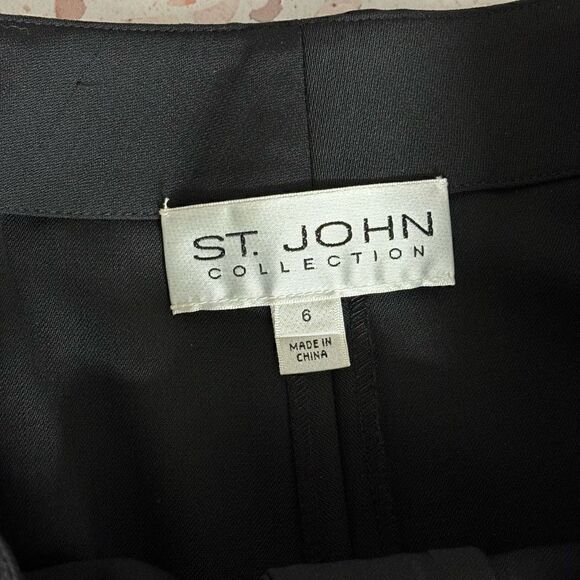 ST. JOHN
COLLECTION
6
MADE IN
CHINA